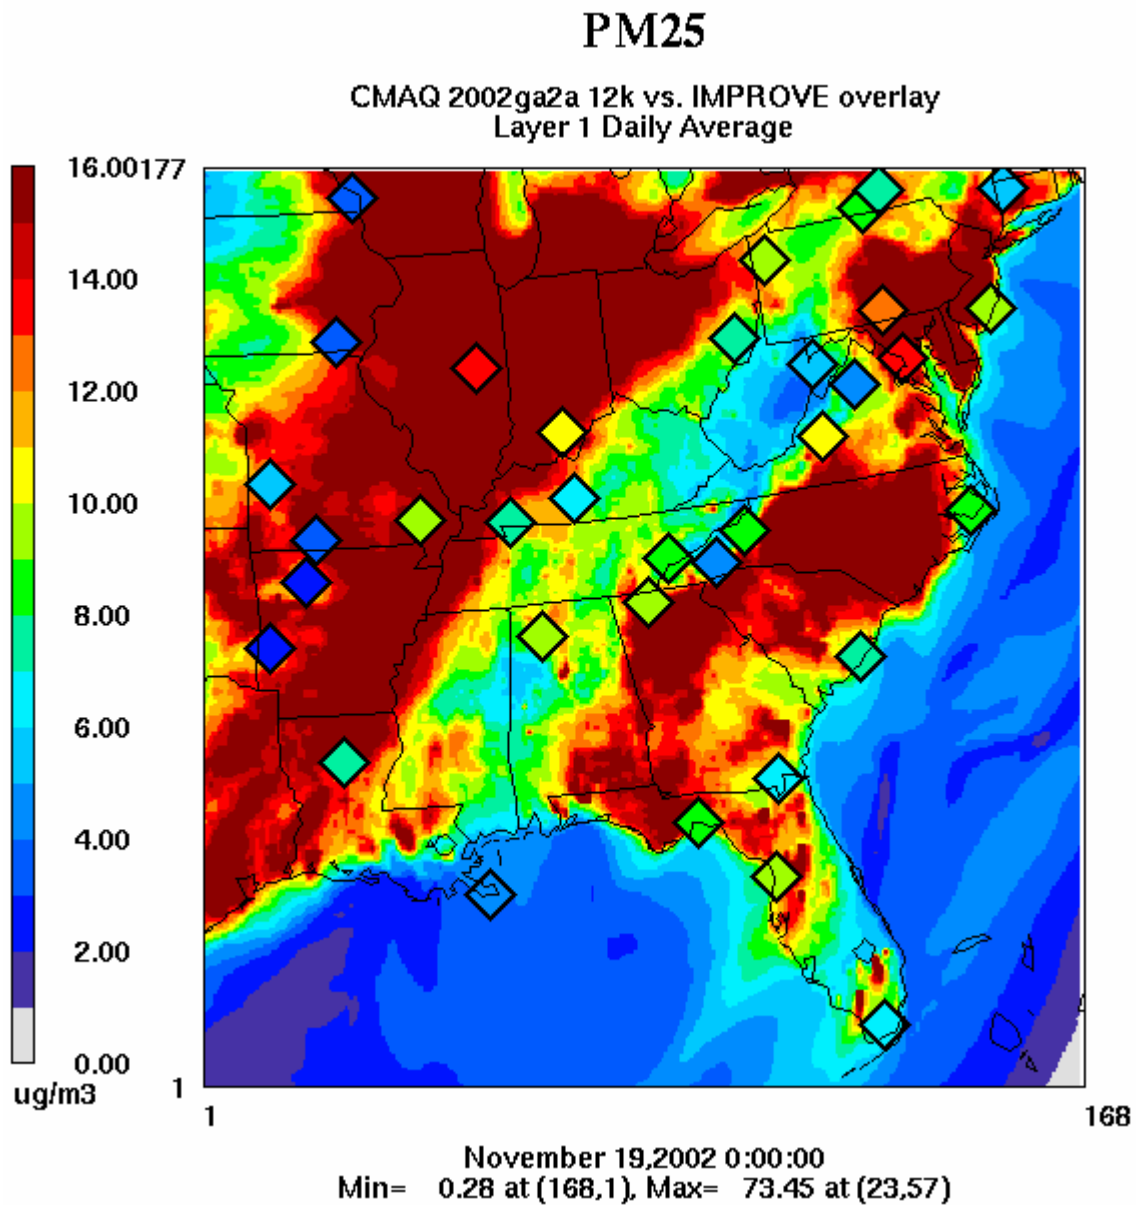 PM25
CMAQ 2002ga2a 12k vs. IMPROVE overlay
Layer 1 Daily Average
16.00
177
14.00
12.00
10.00
8.00
6.00
4.00
2.00
0.00
ug/m3
1
1
168
November 19,2002 0:00:00
Min= 0.28 at (168,1), Max= 73.45 at (23,57)